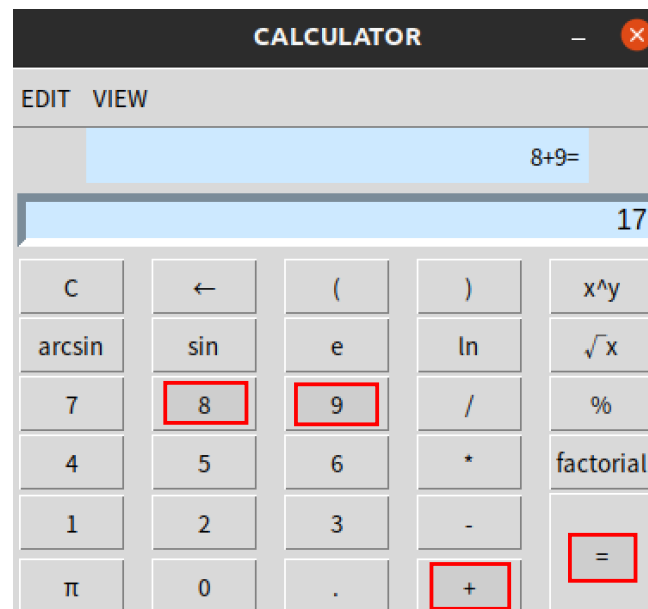 CALCULATOR
EDIT VIEW
8+9=
17
C ← ( ) x^y
arcsin sin e ln √x
7 8 9 / %
4 5 6 * factorial
1 2 3 -
=
π 0 . +